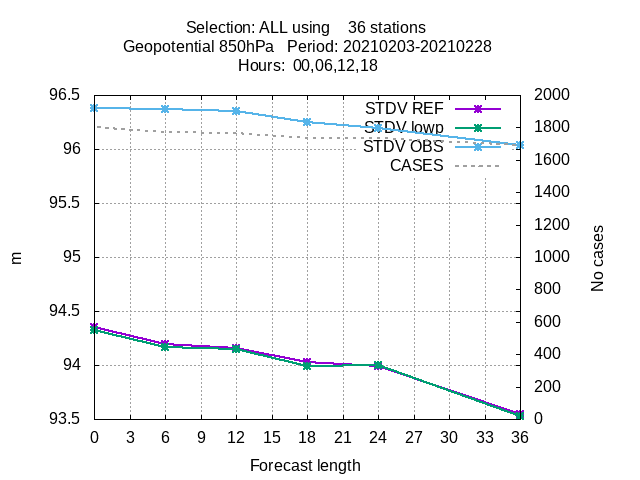 Selection: ALL using    36 stations
Geopotential 850hPa   Period: 20210203-20210228
Hours: 00,06,12,18
96.5
96
95.5
95
94.5
94
93.5
m
STDV REF
STDV lowp
STDV OBS
CASES
2000
1800
1600
1400
1200
1000
800
600
400
200
0
No cases
0 3 6 9 12 15 18 21 24 27 30 33 36
Forecast length